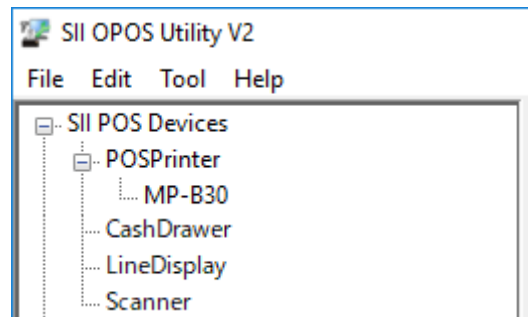 SII OPOS Utility V2
File Edit Tool Help
SII POS Devices
POSPrinter
MP-B30
CashDrawer
LineDisplay
Scanner